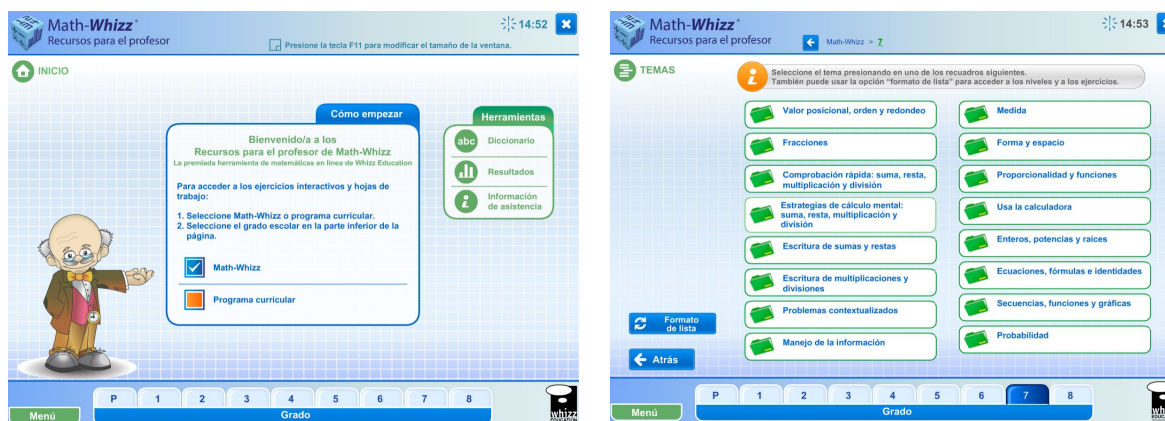 Math-Whizz®
Recursos para el profesor
Presione la tecla F11 para modificar el tamaño de la ventana.
14:52
INICIO
Cómo empezar
Bienvenido/a a los
Recursos para el profesor de Math-Whizz
La premiada herramienta de matemáticas en línea de Whizz Education
Para acceder a los ejercicios interactivos y hojas de
trabajo:
1. Seleccione Math-Whizz o programa curricular.
2. Seleccione el grado escolar en la parte inferior de la
página.
Math-Whizz
Programa curricular
Herramientas
abc Diccionario
Resultados
Información
de asistencia
P 1 2 3 4 5 6 7 8
Menú
Grado
whizz
EDUCATION
Math-Whizz®
Recursos para el profesor
Math-Whizz > 7
14:53
TEMAS
Seleccione el tema presionando en uno de los recuadros siguientes.
También puede usar la opción “formato de lista” para acceder a los niveles y a los ejercicios.
Valor posicional, orden y redondeo
Fracciones
Comprobación rápida: suma, resta,
multiplicación y división
Estrategias de cálculo mental:
suma, resta, multiplicación y
división
Escritura de sumas y restas
Escritura de multiplicaciones y
divisiones
Problemas contextualizados
Manejo de la información
Medida
Forma y espacio
Proporcionalidad y funciones
Usa la calculadora
Enteros, potencias y raíces
Ecuaciones, fórmulas e identidades
Secuencias, funciones y gráficas
Probabilidad
Formato
de lista
Atrás
P 1 2 3 4 5 6 7 8
Menú
Grado